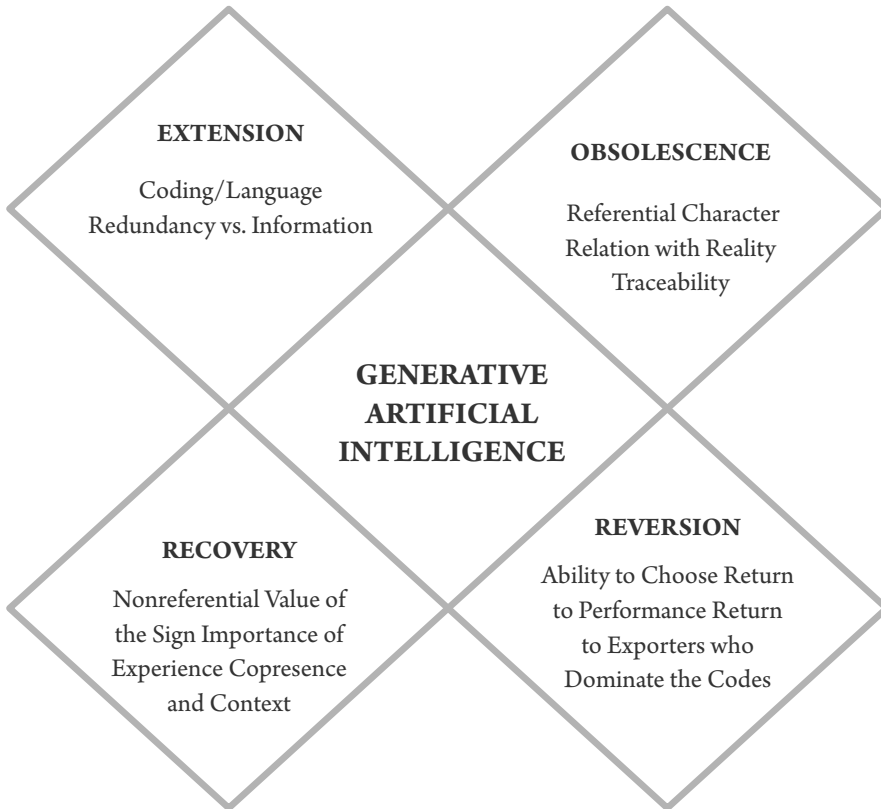 EXTENSION
Coding/Language
Redundancy vs. Information
OBSOLESCENCE
Referential Character
Relation with Reality
Traceability
GENERATIVE
ARTIFICIAL
INTELLIGENCE
RECOVERY
Nonreferential Value of
the Sign Importance of
Experience Copresence
and Context
REVERSION
Ability to Choose Return
to Performance Return
to Exporters who
Dominate the Codes